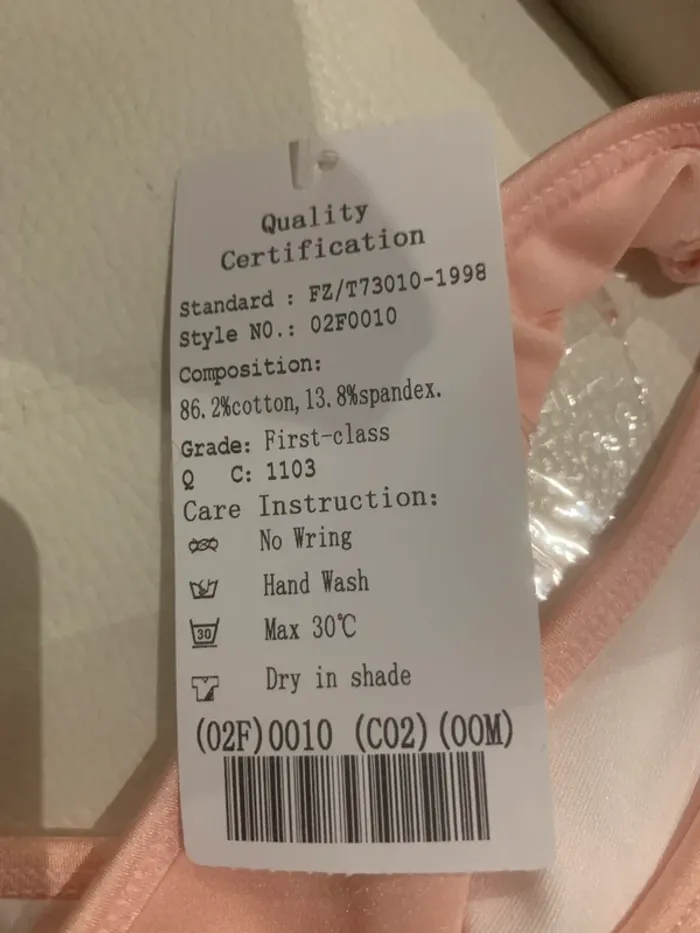 Quality
Certification
Standard : FZ/T73010-1998
Style NO.: 02F0010
Composition:
86.2%cotton, 13.8%spandex.
Grade: First-class
Q C: 1103
Care Instruction:
No Wring
Hand Wash
30 Max 30℃
Dry in shade
(02F)0010 (C02)(00M)